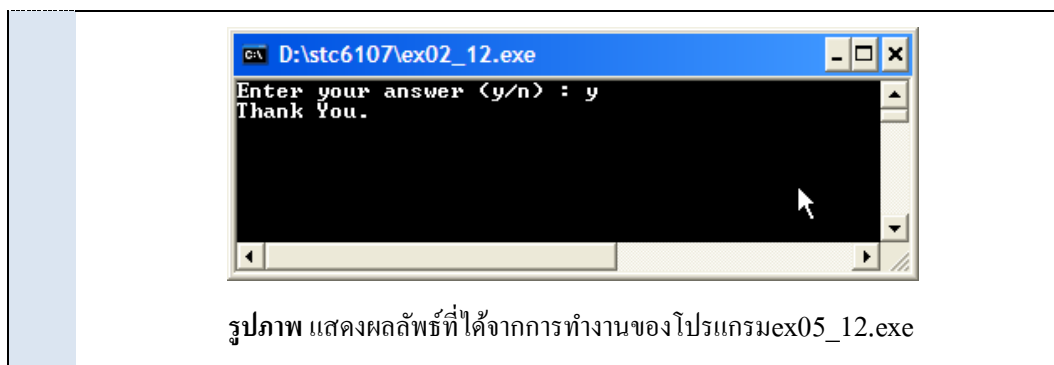 D:\stc6107\ex02_12.exe
Enter your answer (y/n) : y
Thank You.
รูปภาพ แสดงผลลัพธ์ที่ได้จากการทำงานของโปรแกรมex05_12.exe